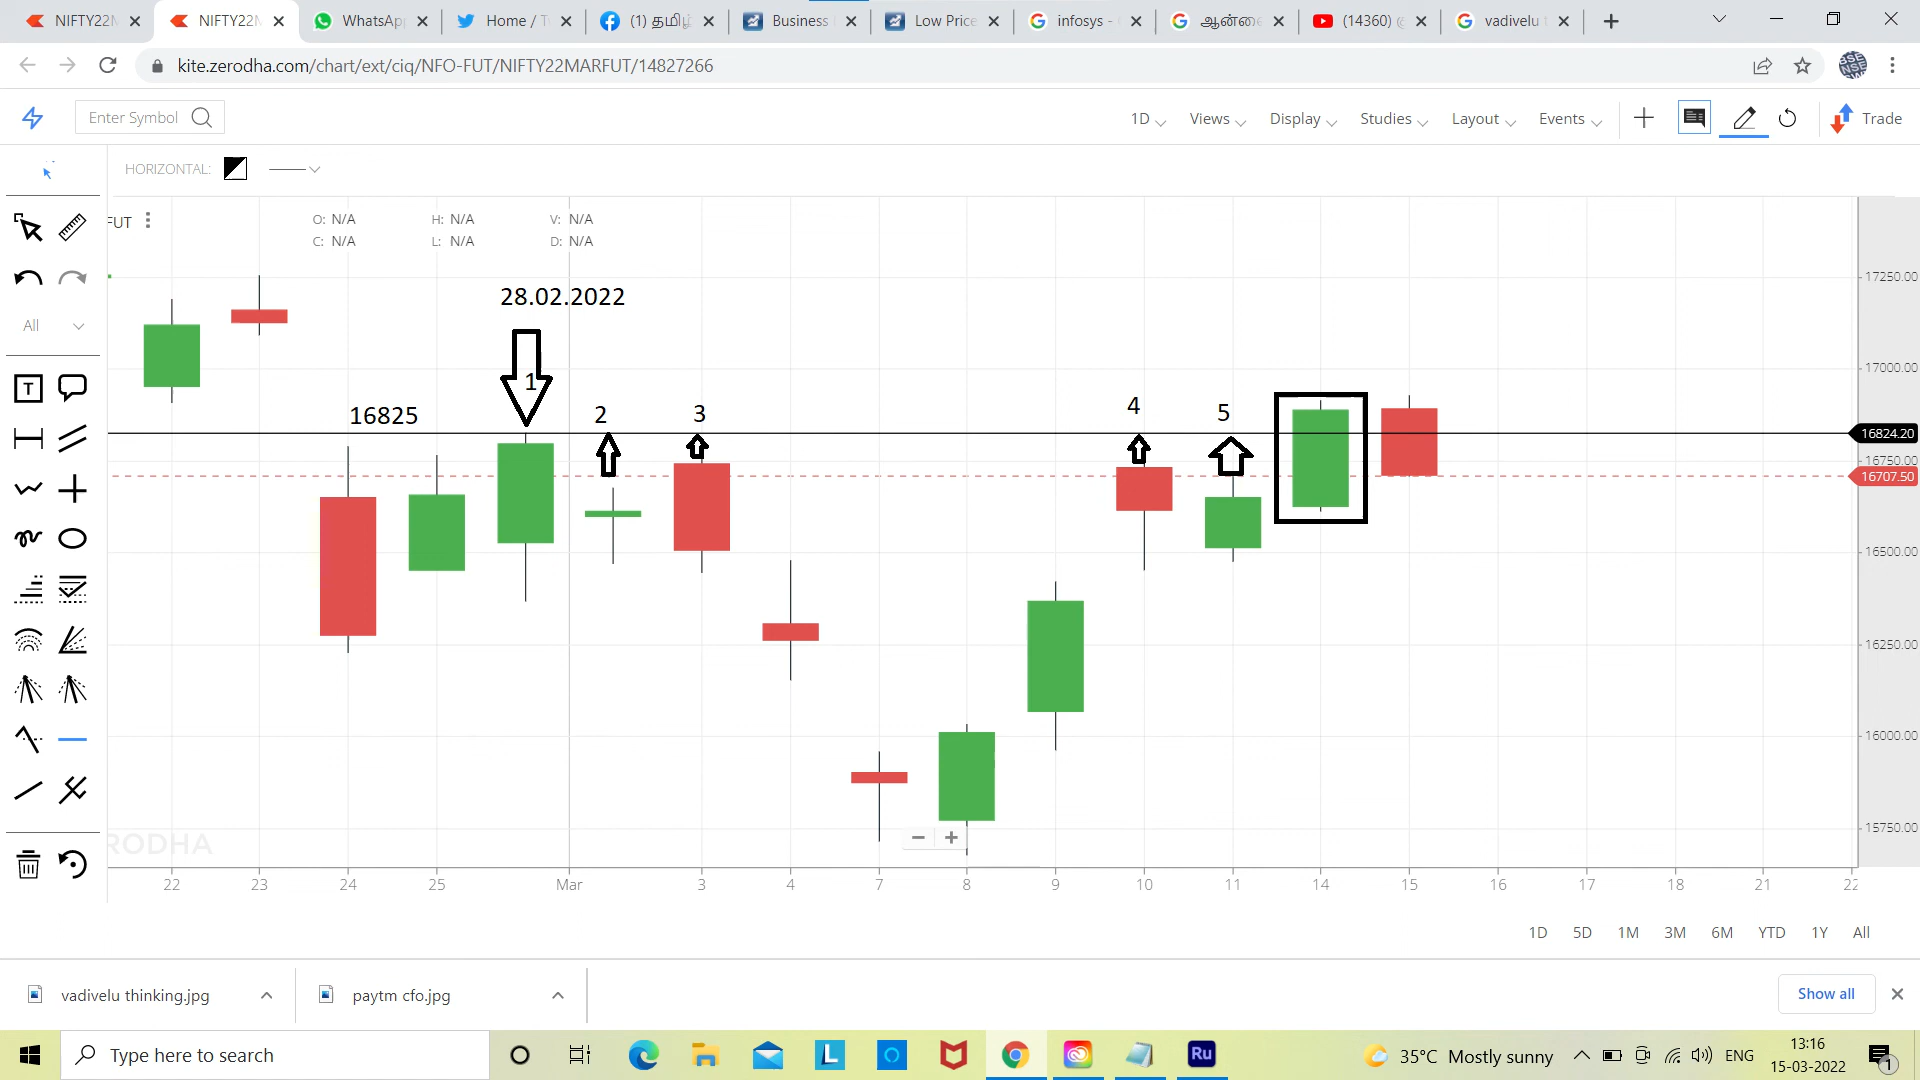 NIFTY22M
NIFTY22M
WhatsApp
Home / T
(1) தமிழ்
Business
Low Price
infosys -
(14360)
vadivelu t
kite.zerodha.com/chart/ext/ciq/NFO-FUT/NIFTY22MARFUT/14827266
Enter Symbol
1D Views Display Studies Layout Events Trade
HORIZONTAL:
FUT
O: N/A H: N/A V: N/A
C: N/A L: N/A D: N/A
All
T
28.02.2022
1
16825
2
3
4
5
17250.00
17000.00
16824.20
16750.00
16707.50
16500.00
16250.00
16000.00
15750.00
RODHA
22 23 24 25 Mar 3 4 7 8 9 10 11 14 15 16 17 18 21 22
1D 5D 1M 3M 6M YTD 1Y All
vadivelu thinking.jpg
paytm cfo.jpg
Show all
Type here to search
L
Ru
35°C Mostly sunny
ENG
13:16
15-03-2022
1